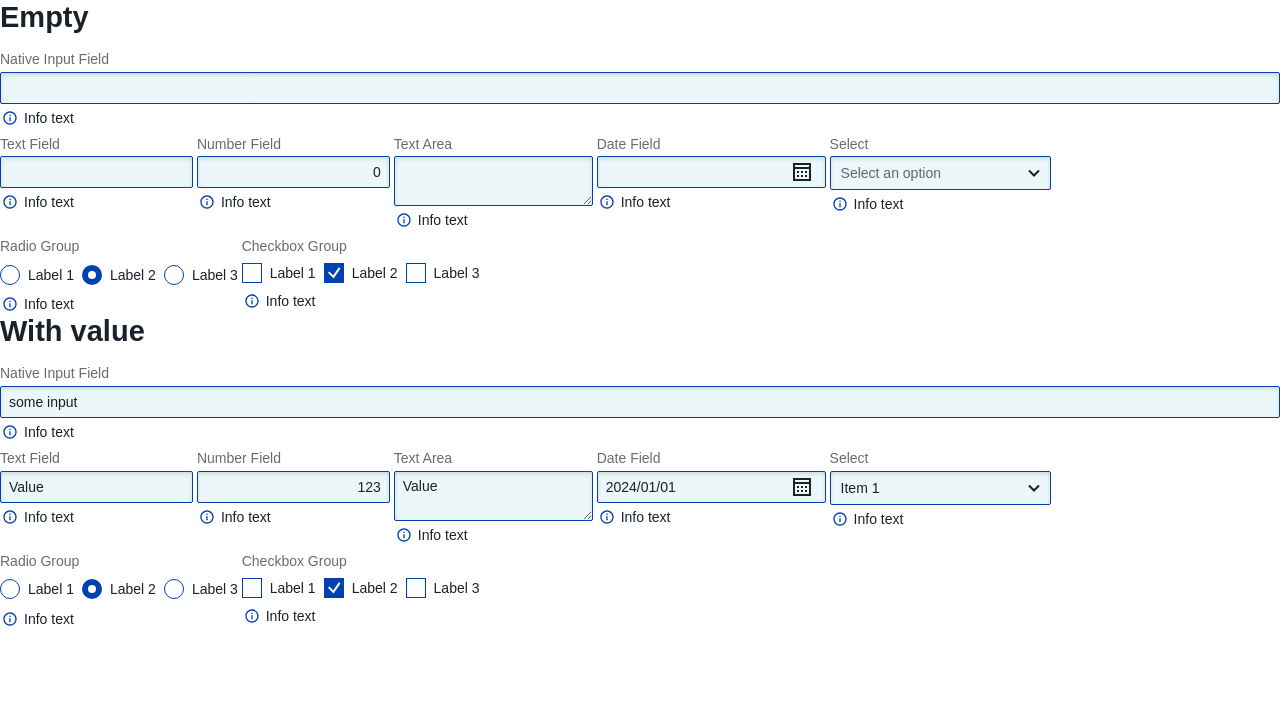 Empty
Native Input Field
Info text
Text Field Number Field Text Area Date Field Select
0 Select an option
Info text Info text Info text Info text Info text
Radio Group Checkbox Group
Label 1 Label 2 Label 3 Label 1 Label 2 Label 3
Info text Info text
With value
Native Input Field
some input
Info text
Text Field Number Field Text Area Date Field Select
Value 123 Value 2024/01/01 Item 1
Info text Info text Info text Info text Info text
Radio Group Checkbox Group
Label 1 Label 2 Label 3 Label 1 Label 2 Label 3
Info text Info text